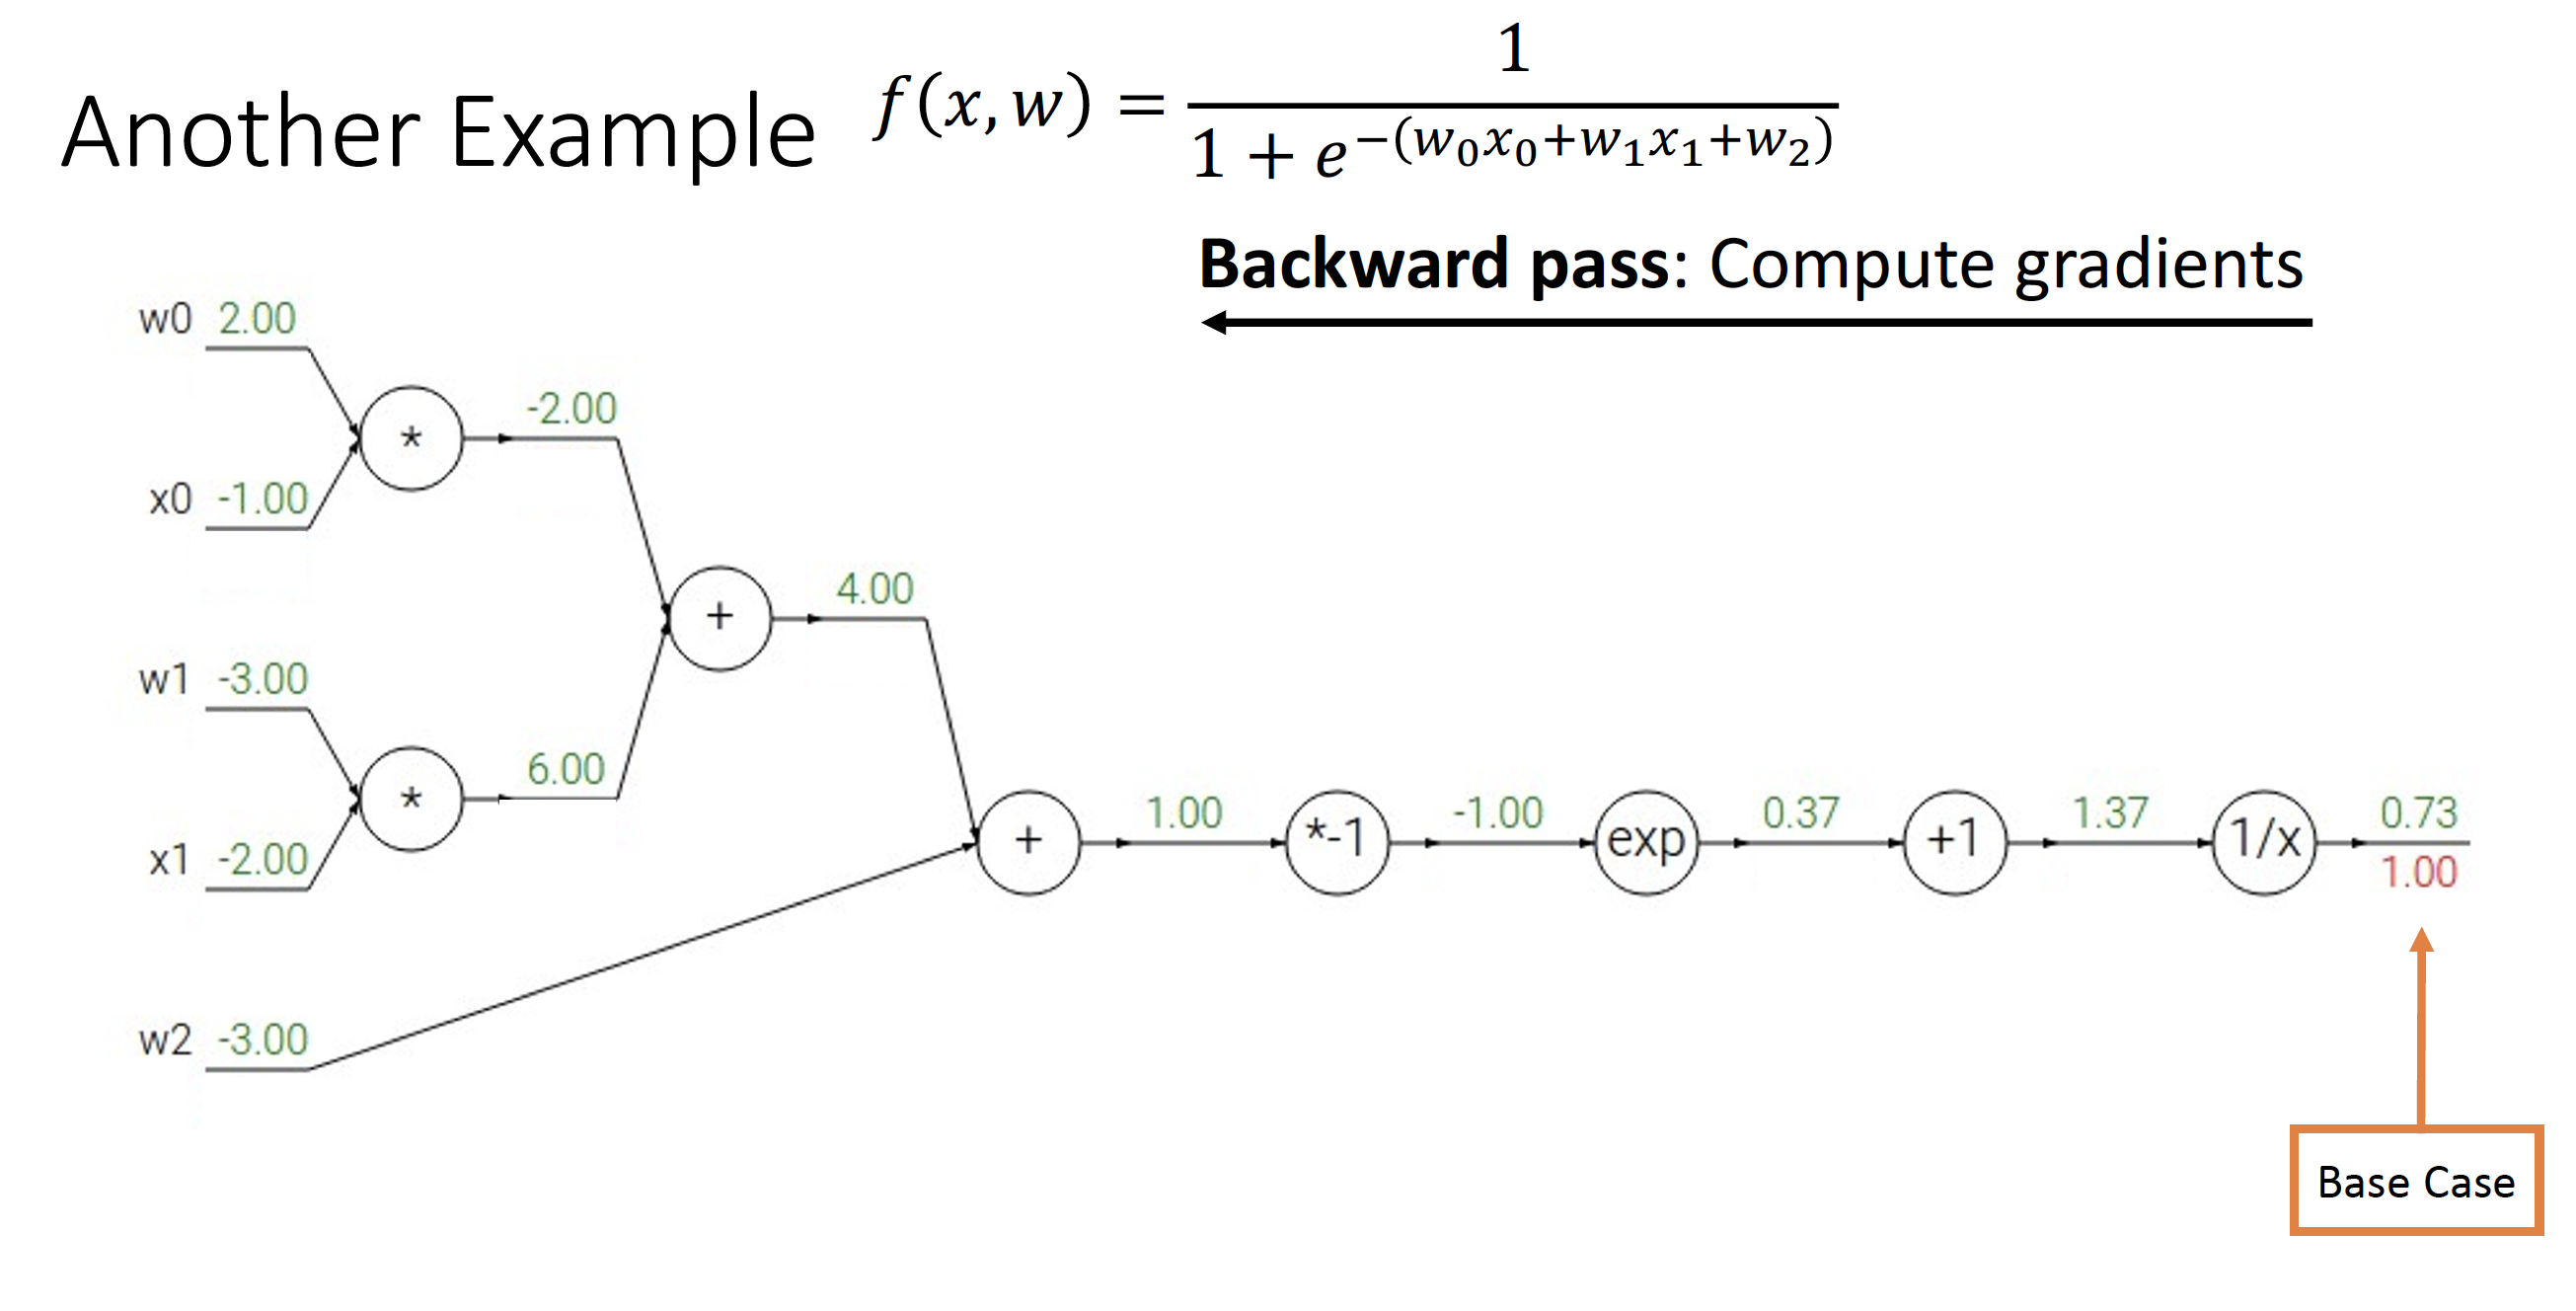 Another Example f(x, w) = 1 / (1 + e^−(w₀x₀+w₁x₁+w₂))
Backward pass: Compute gradients
w0 2.00
*
-2.00
x0 -1.00
+
4.00
w1 -3.00
*
6.00
x1 -2.00
+
1.00
*-1
-1.00
exp
0.37
+1
1.37
1/x
0.73
1.00
w2 -3.00
Base Case